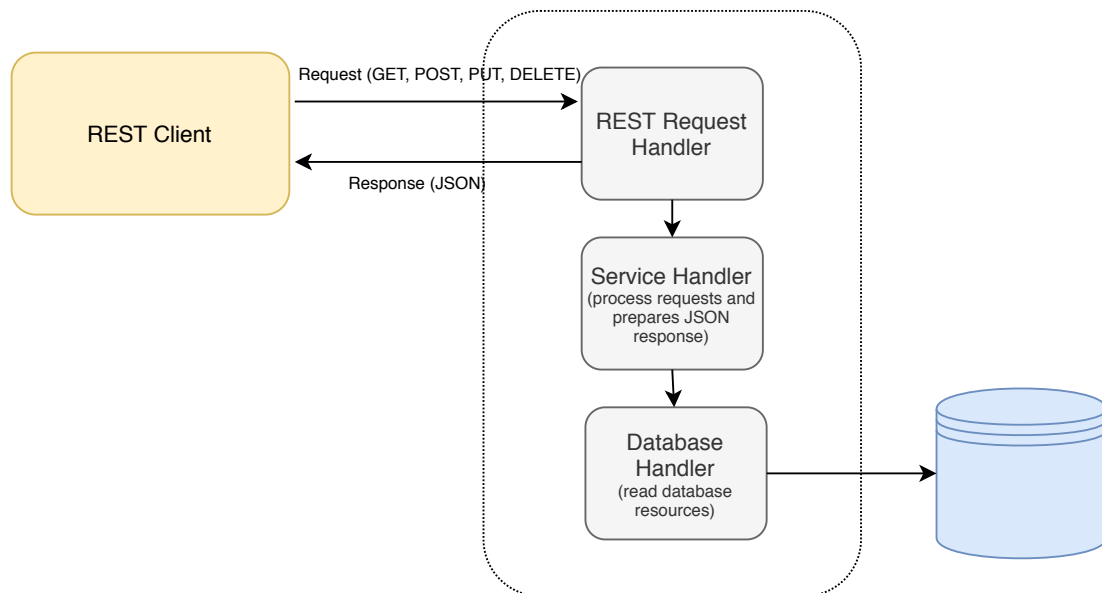 Request (GET, POST, PUT, DELETE)
REST Client
REST Request
Handler
Response (JSON)
Service Handler
(process requests and
prepares JSON
response)
Database
Handler
(read database
resources)